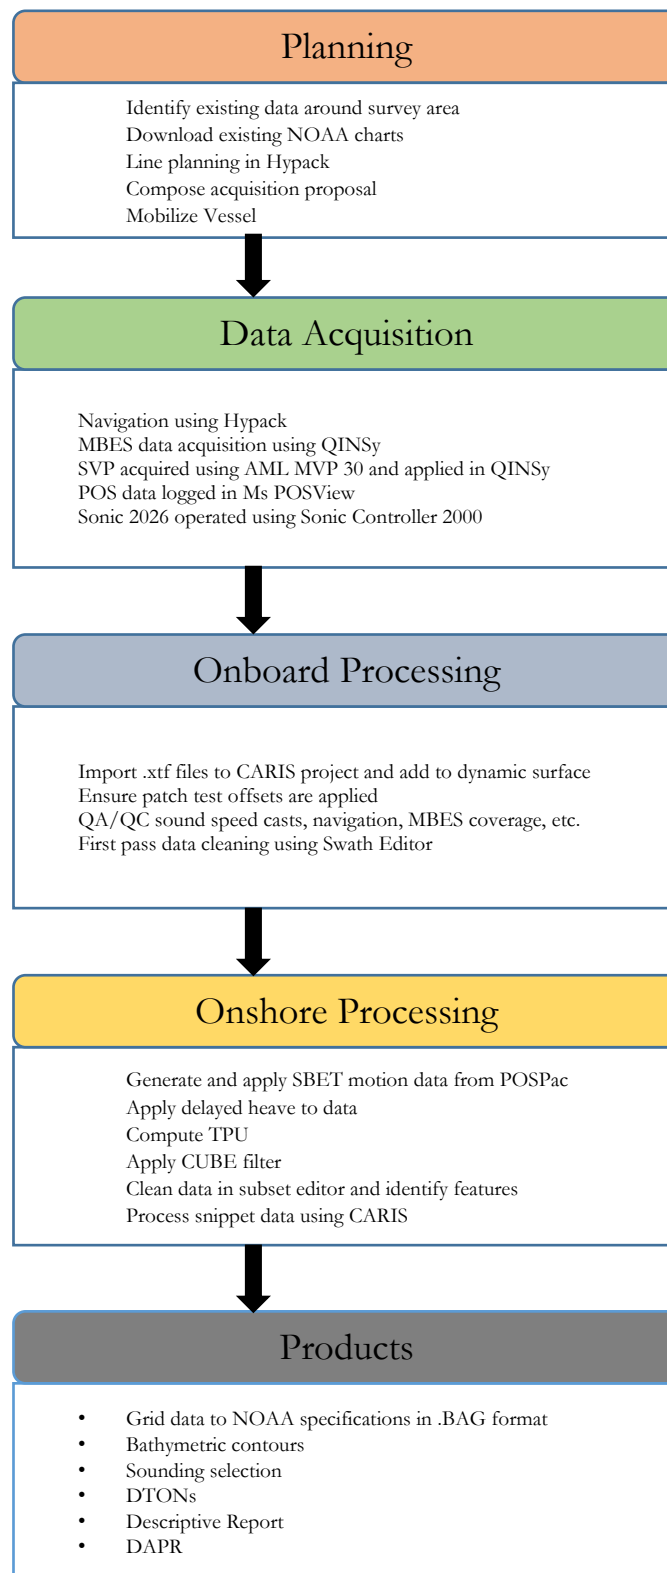 Planning
Identify existing data around survey area
Download existing NOAA charts
Line planning in Hypack
Compose acquisition proposal
Mobilize Vessel
Data Acquisition
Navigation using Hypack
MBES data acquisition using QINSy
SVP acquired using AML MVP 30 and applied in QINSy
POS data logged in Ms POSView
Sonic 2026 operated using Sonic Controller 2000
Onboard Processing
Import .xtf files to CARIS project and add to dynamic surface
Ensure patch test offsets are applied
QA/QC sound speed casts, navigation, MBES coverage, etc.
First pass data cleaning using Swath Editor
Onshore Processing
Generate and apply SBET motion data from POSPac
Apply delayed heave to data
Compute TPU
Apply CUBE filter
Clean data in subset editor and identify features
Process snippet data using CARIS
Products
• Grid data to NOAA specifications in .BAG format
• Bathymetric contours
• Sounding selection
• DTONs
• Descriptive Report
• DAPR